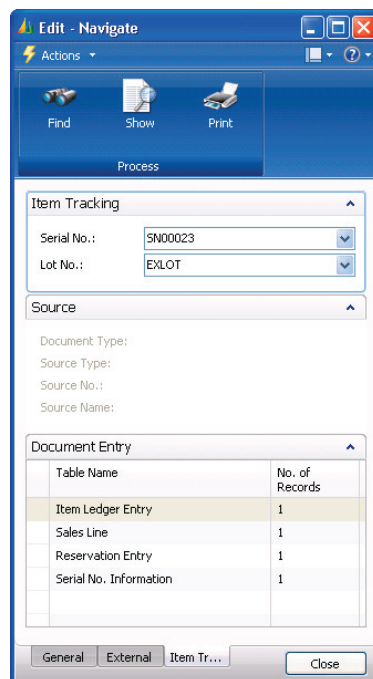 Edit - Navigate
Actions
Find Show Print
Process
Item Tracking
Serial No.: SN00023
Lot No.: EXLOT
Source
Document Type:
Source Type:
Source No.:
Source Name:
Document Entry
Table Name No. of
Records
Item Ledger Entry 1
Sales Line 1
Reservation Entry 1
Serial No. Information 1
General External Item Tr... Close